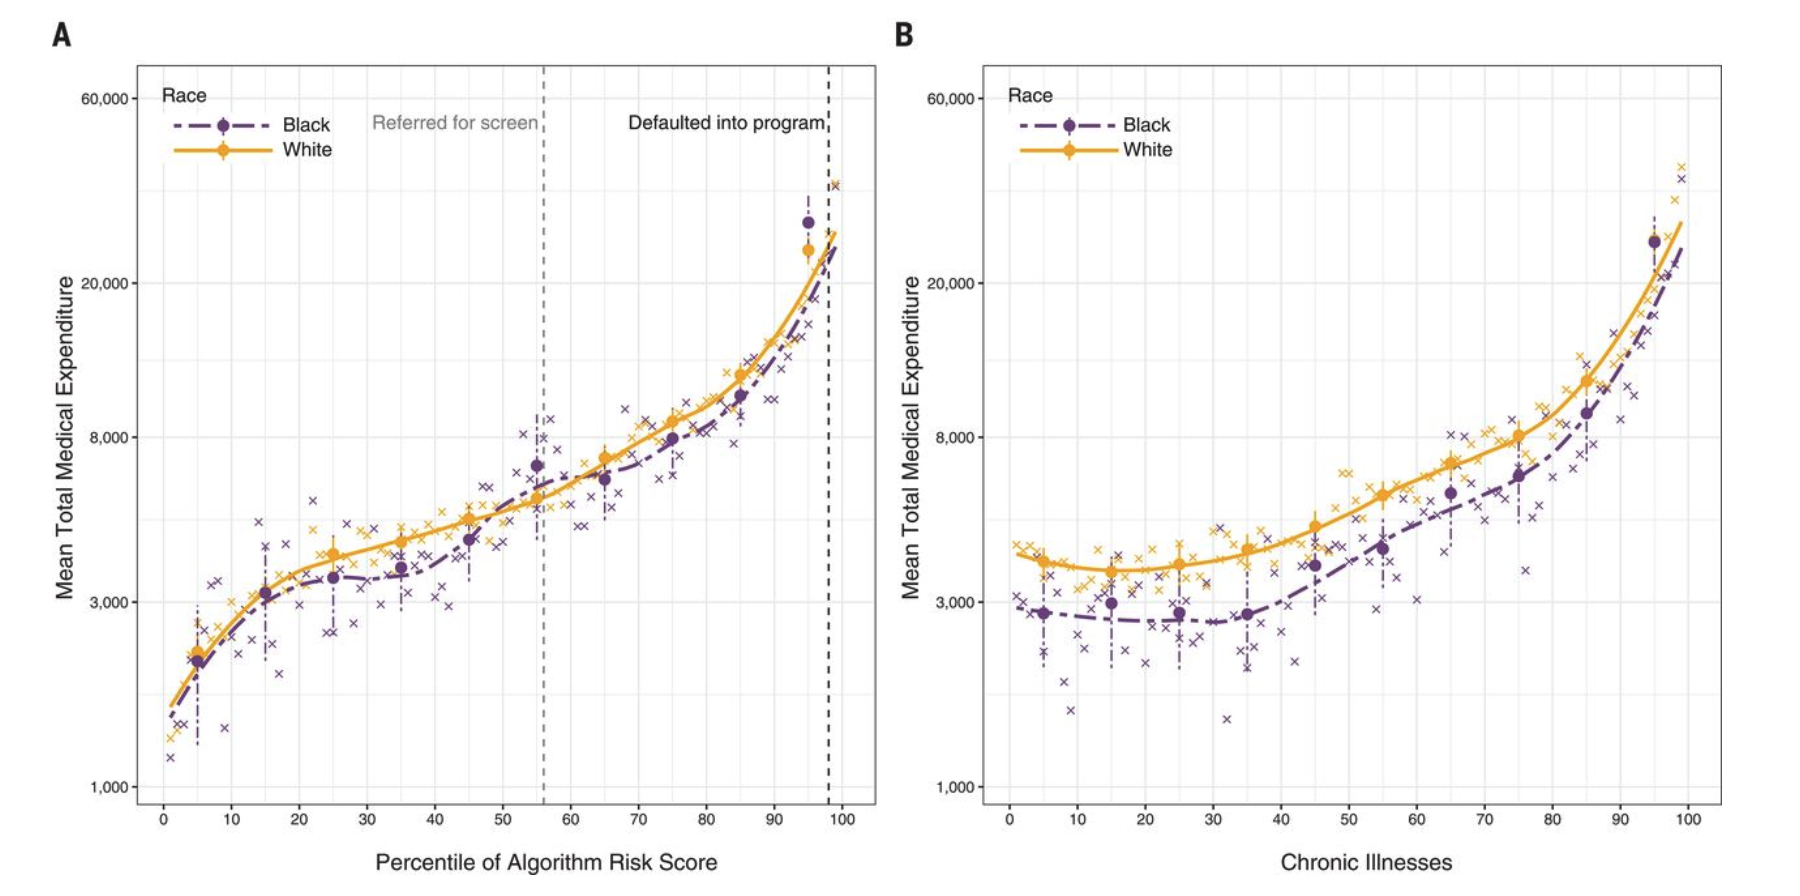 A
Race
Black
White
Referred for screen
Defaulted into program
60,000
20,000
8,000
3,000
1,000
Mean Total Medical Expenditure
0 10 20 30 40 50 60 70 80 90 100
Percentile of Algorithm Risk Score
B
Race
Black
White
60,000
20,000
8,000
3,000
1,000
Mean Total Medical Expenditure
0 10 20 30 40 50 60 70 80 90 100
Chronic Illnesses